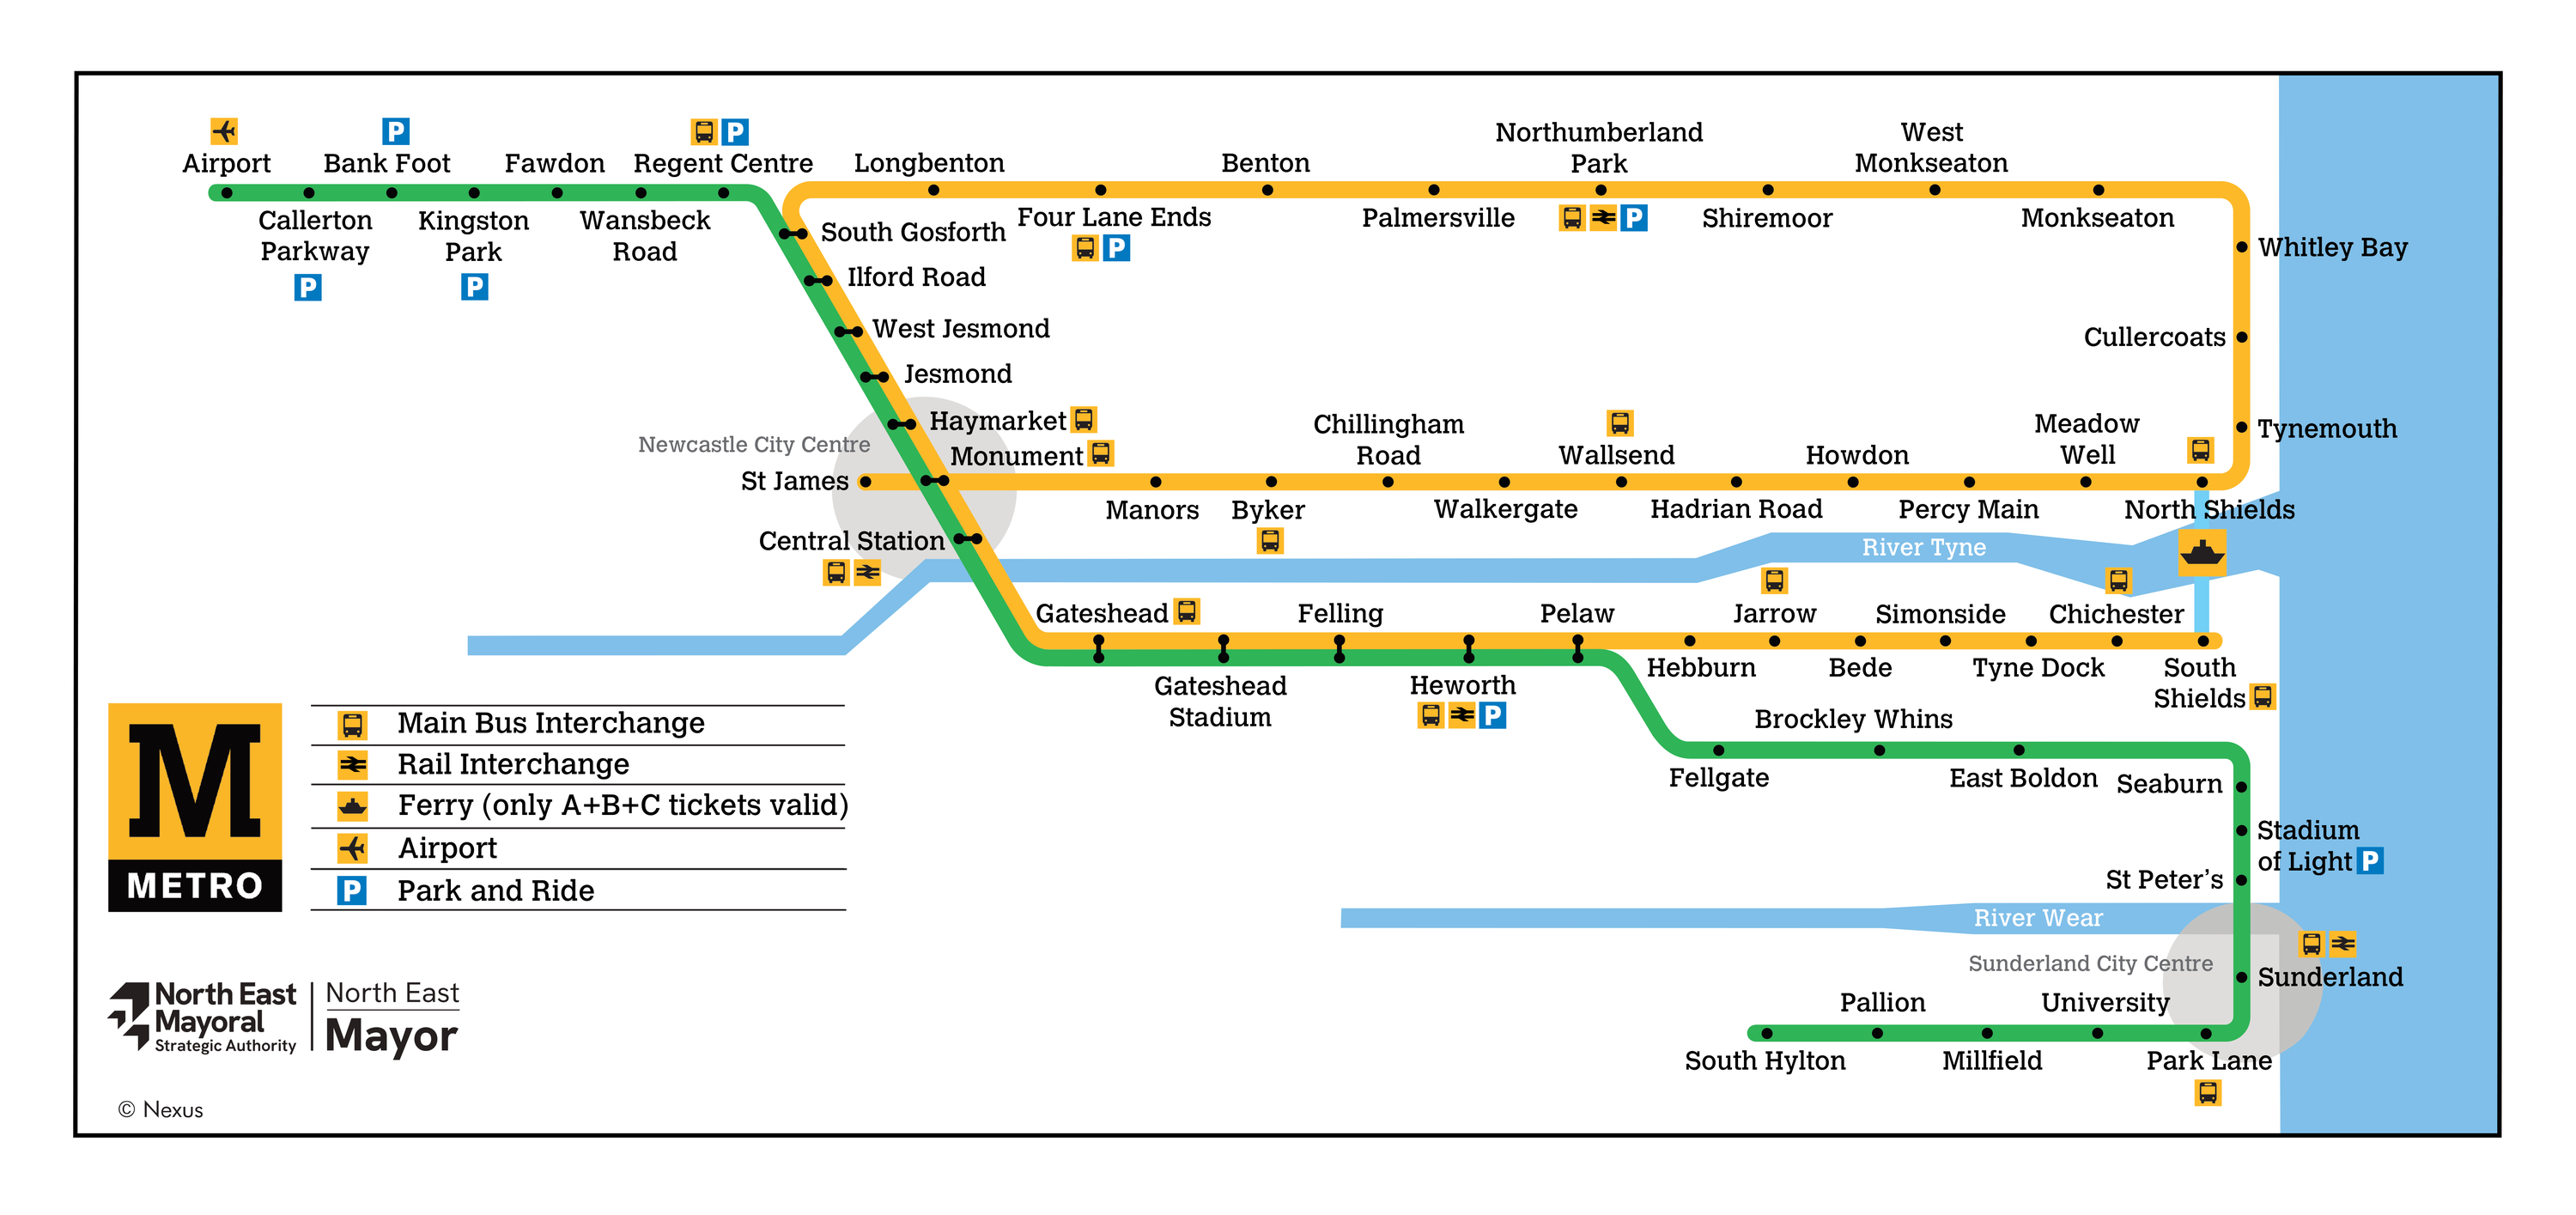 Airport
Bank Foot
Fawdon
P
P
Regent Centre
Callerton
Parkway
P
Kingston
Park
P
Wansbeck
Road
Longbenton
Four Lane Ends
P
Benton
Palmersville
Northumberland
Park
P
Shiremoor
West
Monkseaton
Monkseaton
Whitley Bay
Cullercoats
Tynemouth
South Gosforth
Ilford Road
West Jesmond
Jesmond
Haymarket
Newcastle City Centre
Monument
St James
Central Station
Manors
Byker
Chillingham
Road
Walkergate
Wallsend
Hadrian Road
Howdon
Percy Main
Meadow
Well
North Shields
River Tyne
Gateshead
Gateshead
Stadium
Felling
Heworth
P
Pelaw
Hebburn
Jarrow
Bede
Simonside
Tyne Dock
Chichester
South
Shields
Fellgate
Brockley Whins
East Boldon
Seaburn
Stadium
of Light P
St Peter's
River Wear
Sunderland City Centre
Sunderland
Park Lane
University
Millfield
Pallion
South Hylton
M
METRO
Main Bus Interchange
Rail Interchange
Ferry (only A+B+C tickets valid)
Airport
P Park and Ride
North East
Mayoral
Strategic Authority
North East
Mayor
© Nexus